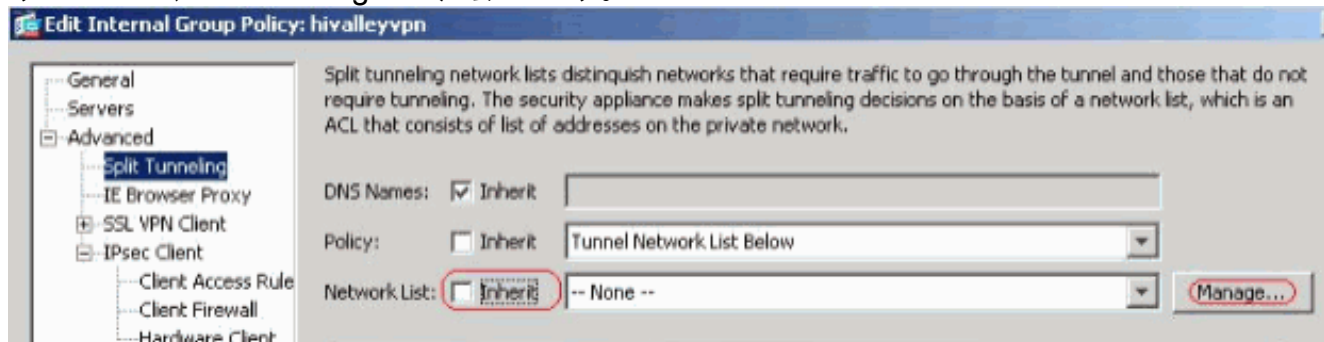 Edit Internal Group Policy: hivalleyvpn
General
Servers
Advanced
Split Tunneling
IE Browser Proxy
SSL VPN Client
IPsec Client
Client Access Rule
Client Firewall
Hardware Client
Split tunneling network lists distinquish networks that require traffic to go through the tunnel and those that do not
require tunneling. The security appliance makes split tunneling decisions on the basis of a network list, which is an
ACL that consists of list of addresses on the private network.
DNS Names: Inherit
Policy: Inherit Tunnel Network List Below
Network List: Inherit -- None -- Manage...